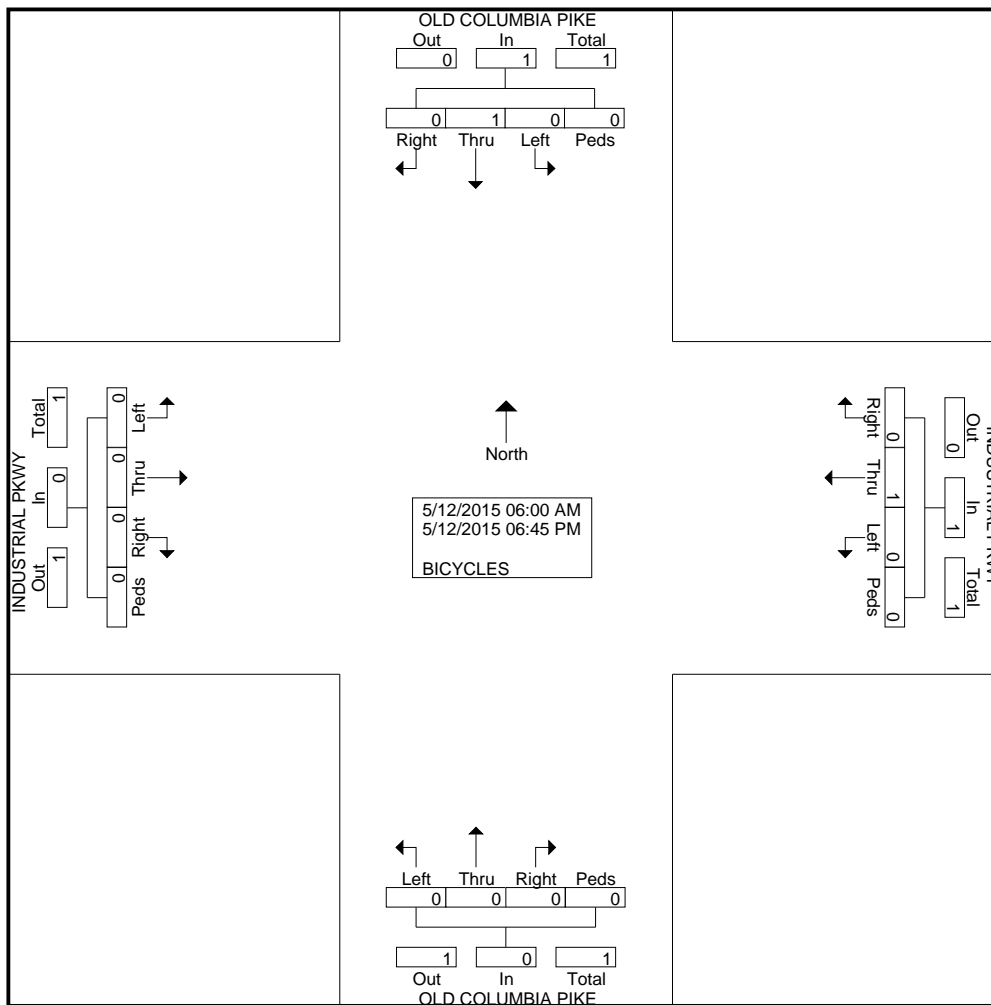 OLD COLUMBIA PIKE
Out In Total
0 1 1
0 1 0 0
Right Thru Left Peds
INDUSTRIAL PKWY
Total In Out
1 0 1
0 0 0 0
Left Thru Right Peds
North
5/12/2015 06:00 AM
5/12/2015 06:45 PM
BICYCLES
Right Thru Left Peds
0 1 0 0
Out In Total
0 1 1
INDUSTRIAL PKWY
Left Thru Right Peds
0 0 0 0
1 0 1
Out In Total
OLD COLUMBIA PIKE